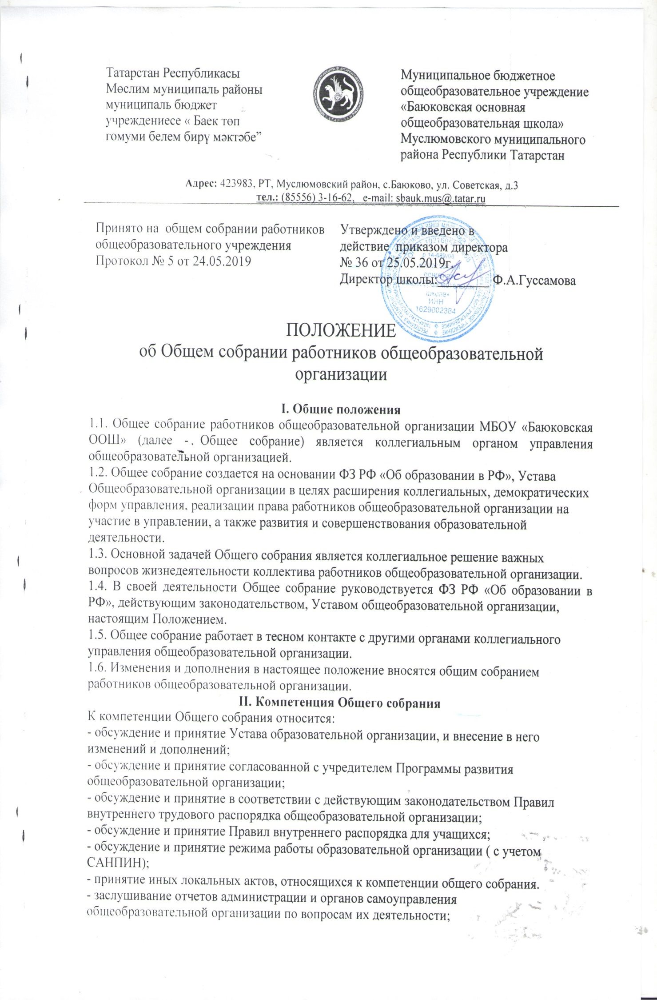 Татарстан Республикасы
Мөслим муниципаль районы
муниципаль бюджет
учреждениесе « Баек төп
гомуми белем бирү мәктәбе”
ТАТАРСТАН
Муниципальное бюджетное
общеобразовательное учреждение
«Баюковская основная
общеобразовательная школа»
Муслюмовского муниципального
района Республики Татарстан
Адрес: 423983, РТ, Муслюмовский район, с.Баюково, ул. Советская, д.3
тел.: (85556) 3-16-62, e-mail: sbauk.mus@.tatar.ru
Принято на общем собрании работников
общеобразовательного учреждения
Протокол № 5 от 24.05.2019
Утверждено и введено в
действие приказом директора
№ 36 от 25.05.2019г.
Директор школы:________ Ф.А.Гуссамова
школа»
ИНН
1629002364
ПОЛОЖЕНИЕ
об Общем собрании работников общеобразовательной
организации
I. Общие положения
1.1. Общее собрание работников общеобразовательной организации МБОУ «Баюковская
ООШ» (далее -. Общее собрание) является коллегиальным органом управления
общеобразовательной организацией.
1.2. Общее собрание создается на основании ФЗ РФ «Об образовании в РФ», Устава
Общеобразовательной организации в целях расширения коллегиальных, демократических
форм управления, реализации права работников общеобразовательной организации на
участие в управлении, а также развития и совершенствования образовательной
деятельности.
1.3. Основной задачей Общего собрания является коллегиальное решение важных
вопросов жизнедеятельности коллектива работников общеобразовательной организации.
1.4. В своей деятельности Общее собрание руководствуется ФЗ РФ «Об образовании в
РФ», действующим законодательством, Уставом общеобразовательной организации,
настоящим Положением.
1.5. Общее собрание работает в тесном контакте с другими органами коллегиального
управления общеобразовательной организации.
1.6. Изменения и дополнения в настоящее положение вносятся общим собранием
работников общеобразовательной организации.
II. Компетенция Общего собрания
К компетенции Общего собрания относится:
- обсуждение и принятие Устава образовательной организации, и внесение в него
изменений и дополнений;
- обсуждение и принятие согласованной с учредителем Программы развития
общеобразовательной организации;
- обсуждение и принятие в соответствии с действующим законодательством Правил
внутреннего трудового распорядка общеобразовательной организации;
- обсуждение и принятие Правил внутреннего распорядка для учащихся;
- обсуждение и принятие режима работы образовательной организации ( с учетом
САНПИН);
- принятие иных локальных актов, относящихся к компетенции общего собрания.
- заслушивание отчетов администрации и органов самоуправления
общеобразовательной организации по вопросам их деятельности;